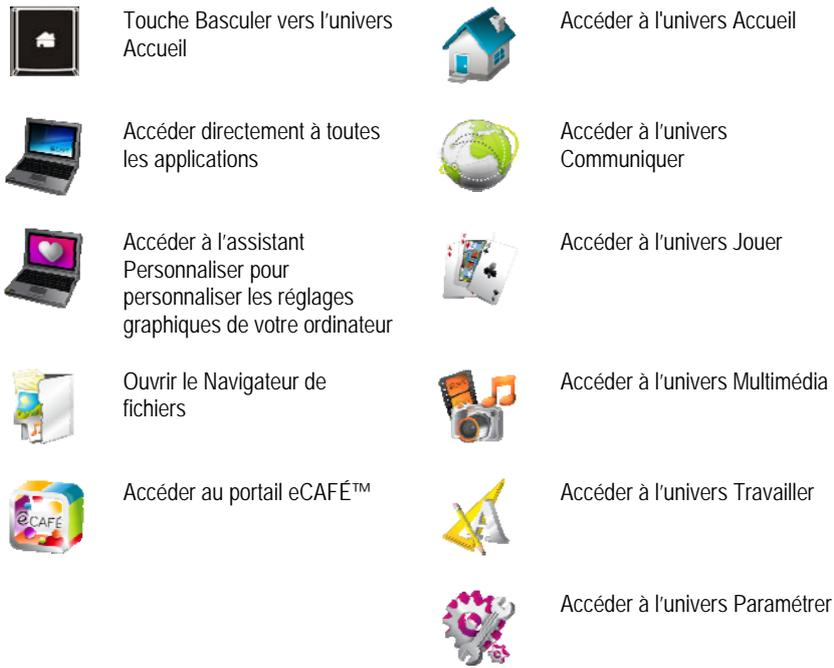 Touche Basculer vers l'univers
Accueil
Accéder directement à toutes
les applications
Accéder à l'assistant
Personnaliser pour
personnaliser les réglages
graphiques de votre ordinateur
Ouvrir le Navigateur de
fichiers
eCAFÉ
Accéder au portail eCAFÉ™
Accéder à l'univers Accueil
Accéder à l'univers
Communiquer
Accéder à l'univers Jouer
Accéder à l'univers Multimédia
Accéder à l'univers Travailler
Accéder à l'univers Paramétrer